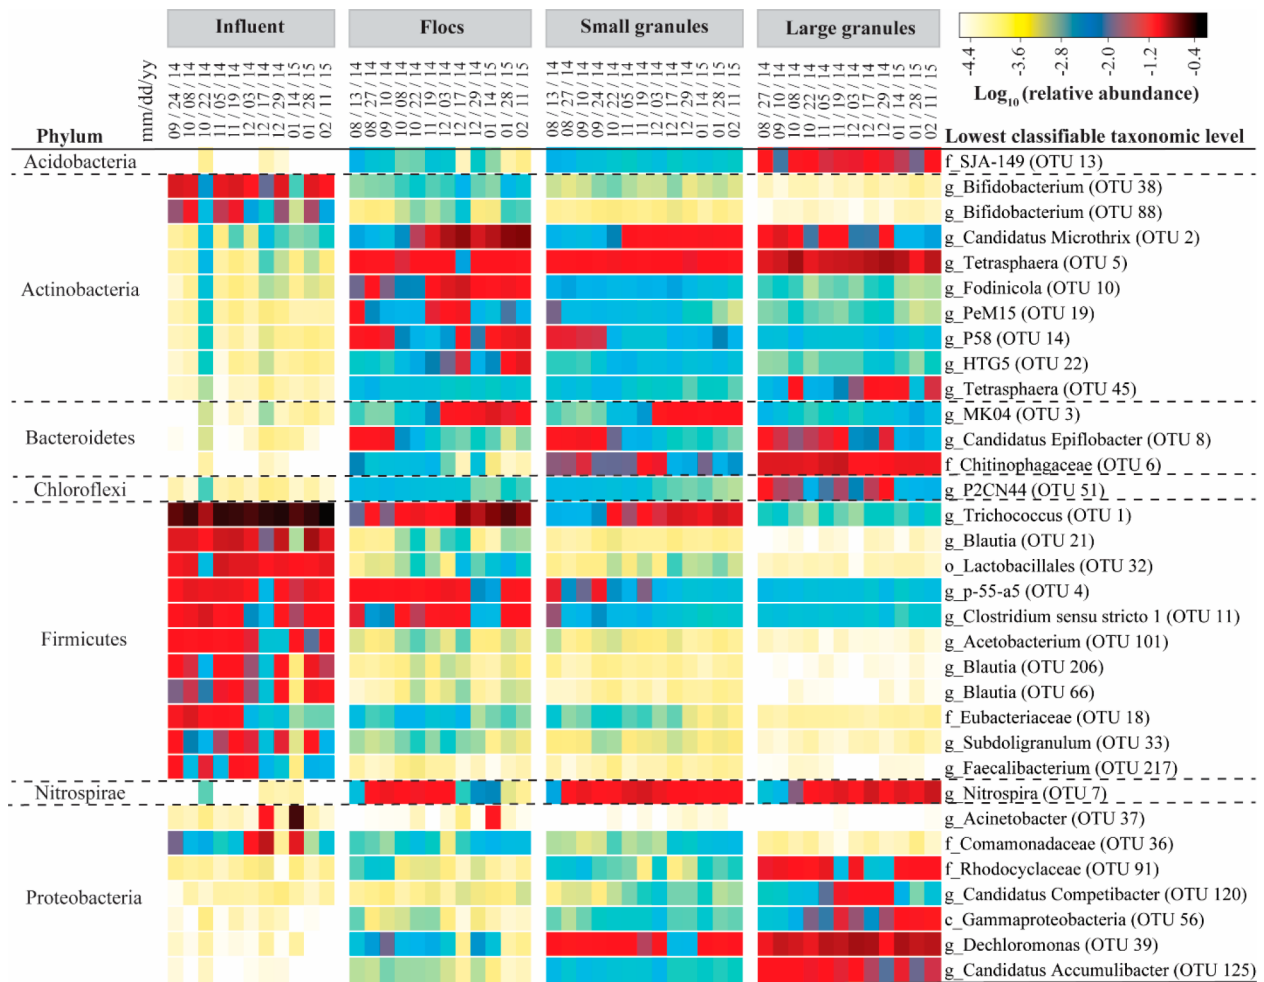 Influent
Flocs
Small granules
Large granules
-4.4
-3.6
-2.8
-2.0
-1.2
-0.4
Log10 (relative abundance)
Phylum
mm/dd/yy
09 / 24 / 14
10 / 08 / 14
10 / 22 / 14
11 / 05 / 14
11 / 19 / 14
12 / 03 / 14
12 / 17 / 14
12 / 29 / 14
01 / 14 / 15
01 / 28 / 15
02 / 11 / 15
08 / 13 / 14
08 / 27 / 14
09 / 10 / 14
10 / 08 / 14
10 / 22 / 14
11 / 19 / 14
12 / 03 / 14
12 / 17 / 14
12 / 29 / 14
01 / 14 / 15
01 / 28 / 15
02 / 11 / 15
08 / 13 / 14
08 / 27 / 14
09 / 10 / 14
09 / 24 / 14
10 / 22 / 14
11 / 05 / 14
11 / 19 / 14
12 / 03 / 14
12 / 17 / 14
12 / 29 / 14
01 / 14 / 15
01 / 28 / 15
02 / 11 / 15
08 / 27 / 14
09 / 10 / 14
10 / 08 / 14
10 / 22 / 14
11 / 05 / 14
11 / 19 / 14
12 / 03 / 14
12 / 17 / 14
12 / 29 / 14
01 / 14 / 15
01 / 28 / 15
02 / 11 / 15
Lowest classifiable taxonomic level
Acidobacteria
f_SJA-149 (OTU 13)
Actinobacteria
g_Bifidobacterium (OTU 38)
g_Bifidobacterium (OTU 88)
g_Candidatus Microthrix (OTU 2)
g_Tetrasphaera (OTU 5)
g_Fodinicola (OTU 10)
g_PeM15 (OTU 19)
g_P58 (OTU 14)
g_HTG5 (OTU 22)
g_Tetrasphaera (OTU 45)
Bacteroidetes
g_MK04 (OTU 3)
g_Candidatus Epiflobacter (OTU 8)
f_Chitinophagaceae (OTU 6)
Chloroflexi
g_P2CN44 (OTU 51)
Firmicutes
g_Trichococcus (OTU 1)
g_Blautia (OTU 21)
o_Lactobacillales (OTU 32)
g_p-55-a5 (OTU 4)
g_Clostridium sensu stricto 1 (OTU 11)
g_Acetobacterium (OTU 101)
g_Blautia (OTU 206)
g_Blautia (OTU 66)
f_Eubacteriaceae (OTU 18)
g_Subdoligranulum (OTU 33)
g_Faecalibacterium (OTU 217)
Nitrospirae
g_Nitrospira (OTU 7)
Proteobacteria
g_Acinetobacter (OTU 37)
f_Comamonadaceae (OTU 36)
f_Rhodocyclaceae (OTU 91)
g_Candidatus Competibacter (OTU 120)
c_Gammaproteobacteria (OTU 56)
g_Dechloromonas (OTU 39)
g_Candidatus Accumulibacter (OTU 125)